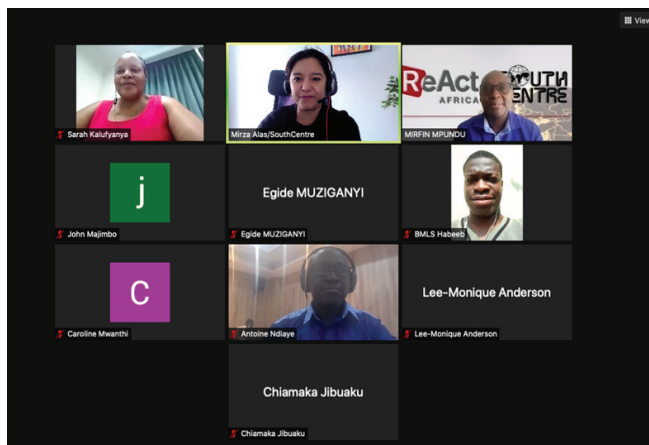 View
ReAct
AFRICA
SOUTH
CENTRE
Sarah Kalufyanya
Mirza Alas/SouthCentre
MIRFIN MPUNDU
j
Egide MUZIGANYI
John Majimbo
Egide MUZIGANYI
BMLS Habeeb
C
Lee-Monique Anderson
Caroline Mwanthi
Antoine Ndiaye
Lee-Monique Anderson
Chiamaka Jibuaku
Chiamaka Jibuaku